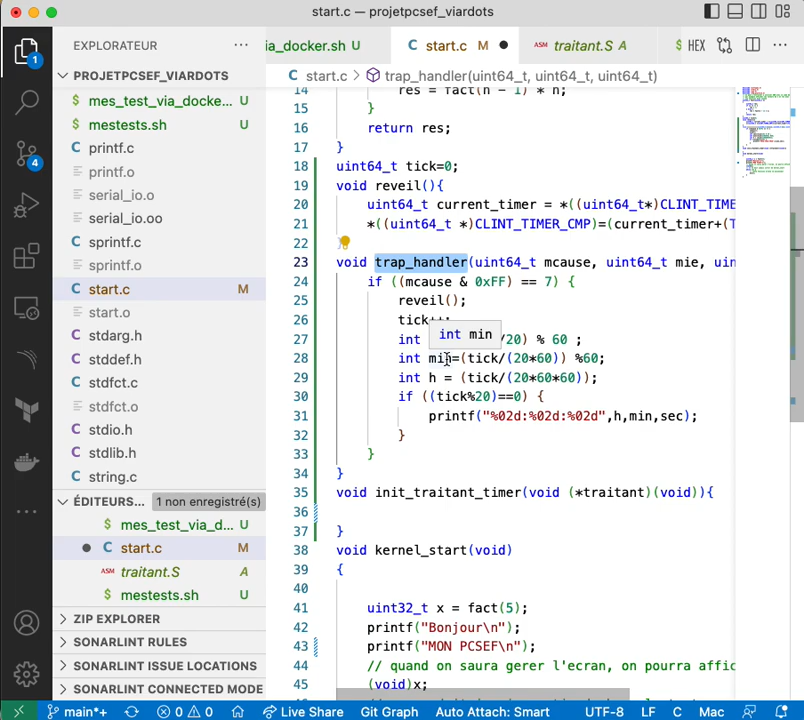 start.c — projetpcsef_viardots
EXPLORATEUR
ia_docker.sh U
start.c M
ASM traitant.S A
HEX
1
PROJETPCSEF_VIARDOTS
start.c > trap_handler(uint64_t, uint64_t, uint64_t)
mes_test_via_docke... U
mestests.sh U
printf.c
printf.o
serial_io.o
serial_io.oo
sprintf.c
sprintf.o
start.c M
start.o
stdarg.h
stddef.h
stdfct.c
stdfct.o
stdio.h
stdlib.h
string.c
4
ÉDITEURS... 1 non enregistré(s)
mes_test_via_d... U
start.c M
ASM traitant.S A
mestests.sh U
ZIP EXPLORER
SONARLINT RULES
SONARLINT ISSUE LOCATIONS
SONARLINT CONNECTED MODE
14 res = fact(n - 1) * n;
15 }
16 return res;
17 }
18 uint64_t tick=0;
19 void reveil(){
20 uint64_t current_timer = *((uint64_t*)CLINT_TIME
21 *((uint64_t *)CLINT_TIMER_CMP)=(current_timer+(T
22 }
23 void trap_handler(uint64_t mcause, uint64_t mie, uin
24 if ((mcause & 0xFF) == 7) {
25 reveil();
26 tick++;
int min
27 int /20) % 60 ;
28 int min=(tick/(20*60)) %60;
29 int h = (tick/(20*60*60));
30 if ((tick%20)==0) {
31 printf("%02d:%02d:%02d",h,min,sec);
32 }
33 }
34 }
35 void init_traitant_timer(void (*traitant)(void)){
36
37 }
38 void kernel_start(void)
39 {
40
41 uint32_t x = fact(5);
42 printf("Bonjour\n");
43 printf("MON PCSEF\n");
44 // quand on saura gerer l'ecran, on pourra affic
45 (void)x;
main*+ 0 0 Live Share Git Graph Auto Attach: Smart UTF-8 LF C Mac